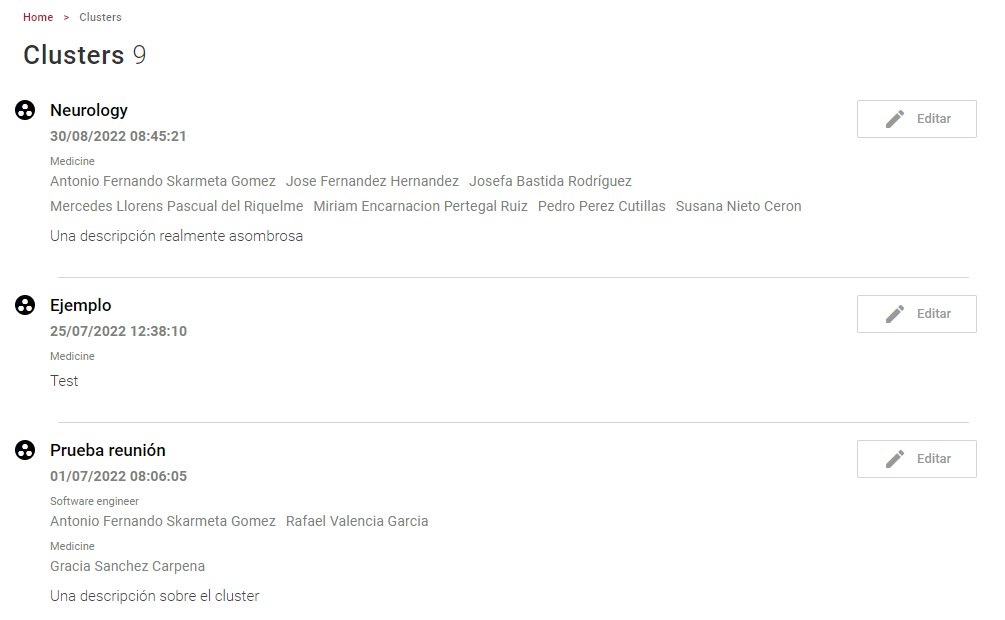 Home > Clusters
Clusters 9
Neurology
Editar
30/08/2022 08:45:21
Medicine
Antonio Fernando Skarmeta Gomez Jose Fernandez Hernandez Josefa Bastida Rodríguez
Mercedes Llorens Pascual del Riquelme Miriam Encarnacion Pertegal Ruiz Pedro Perez Cutillas Susana Nieto Ceron
Una descripción realmente asombrosa
Ejemplo
Editar
25/07/2022 12:38:10
Medicine
Test
Prueba reunión
Editar
01/07/2022 08:06:05
Software engineer
Antonio Fernando Skarmeta Gomez Rafael Valencia Garcia
Medicine
Gracia Sanchez Carpena
Una descripción sobre el cluster